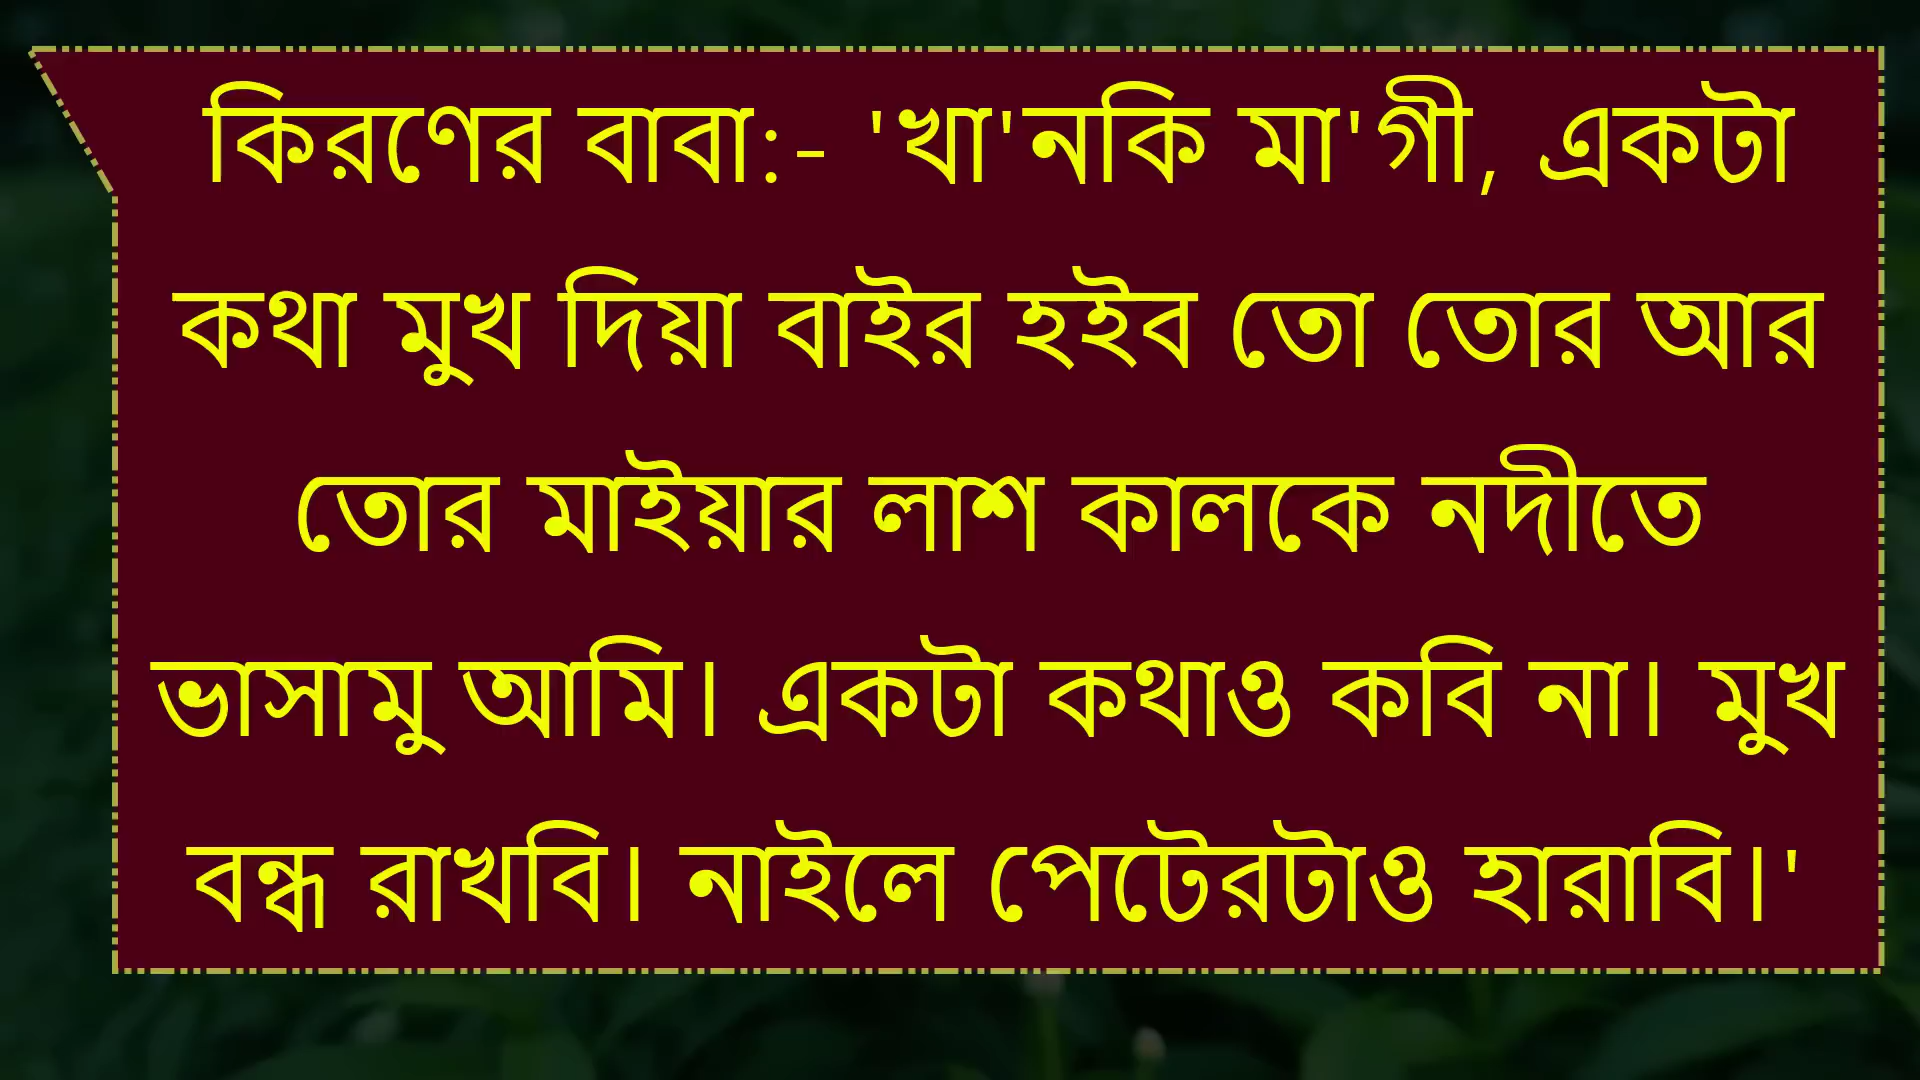 কিরণের বাবা:- 'খা'নকি মা'গী, একটা
কথা মুখ দিয়া বাইর হইব তো তোর আর
তোর মাইয়ার লাশ কালকে নদীতে
ভাসামু আমি। একটা কথাও কবি না। মুখ
বন্ধ রাখবি। নাইলে পেটেরটাও হারাবি।'